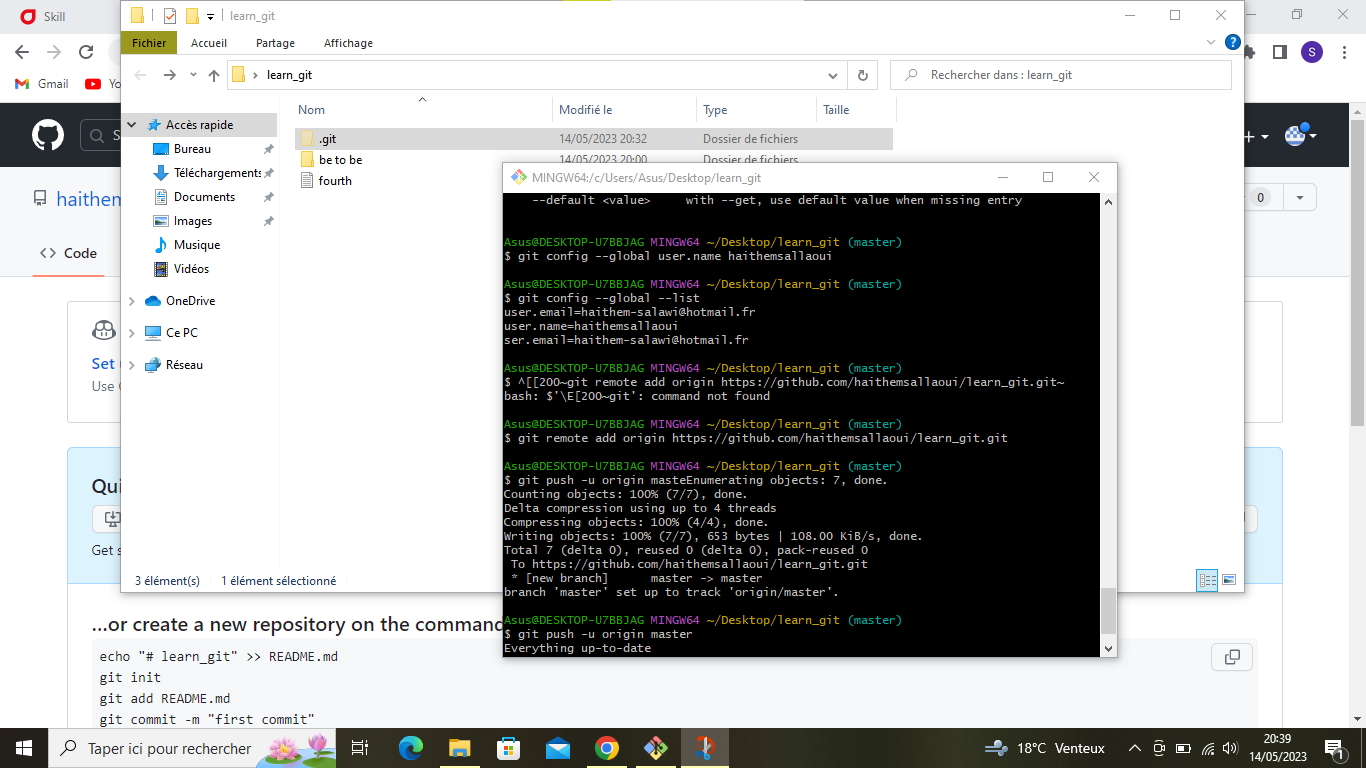 Skill
learn_git
Fichier Accueil Partage Affichage
learn_git
Rechercher dans : learn_git
Gmail
Yo
Nom Modifié le Type Taille
Accès rapide
Bureau
Téléchargements
Documents
Images
Musique
Vidéos
OneDrive
Ce PC
Réseau
.git 14/05/2023 20:32 Dossier de fichiers
be to be 14/05/2023 20:00 Dossier de fichiers
fourth
3 élément(s) 1 élément sélectionné
S
S
haithem
0
Code
Set
Use
Qui
Get s
MINGW64:/c/Users/Asus/Desktop/learn_git
--default <value> with --get, use default value when missing entry
Asus@DESKTOP-U7BBJAG MINGW64 ~/Desktop/learn_git (master)
$ git config --global user.name haithemsallaoui
Asus@DESKTOP-U7BBJAG MINGW64 ~/Desktop/learn_git (master)
$ git config --global --list
user.email=haithem-salawi@hotmail.fr
user.name=haithemsallaoui
ser.email=haithem-salawi@hotmail.fr
Asus@DESKTOP-U7BBJAG MINGW64 ~/Desktop/learn_git (master)
$ ^[[200~git remote add origin https://github.com/haithemsallaoui/learn_git.git~
bash: $'\E[200~git': command not found
Asus@DESKTOP-U7BBJAG MINGW64 ~/Desktop/learn_git (master)
$ git remote add origin https://github.com/haithemsallaoui/learn_git.git
Asus@DESKTOP-U7BBJAG MINGW64 ~/Desktop/learn_git (master)
$ git push -u origin masteEnumerating objects: 7, done.
Counting objects: 100% (7/7), done.
Delta compression using up to 4 threads
Compressing objects: 100% (4/4), done.
Writing objects: 100% (7/7), 653 bytes | 108.00 KiB/s, done.
Total 7 (delta 0), reused 0 (delta 0), pack-reused 0
To https://github.com/haithemsallaoui/learn_git.git
* [new branch] master -> master
branch 'master' set up to track 'origin/master'.
Asus@DESKTOP-U7BBJAG MINGW64 ~/Desktop/learn_git (master)
$ git push -u origin master
Everything up-to-date
...or create a new repository on the command
echo "# learn_git" >> README.md
git init
git add README.md
git commit -m "first commit"
Taper ici pour rechercher
18°C Venteux
20:39
14/05/2023
1